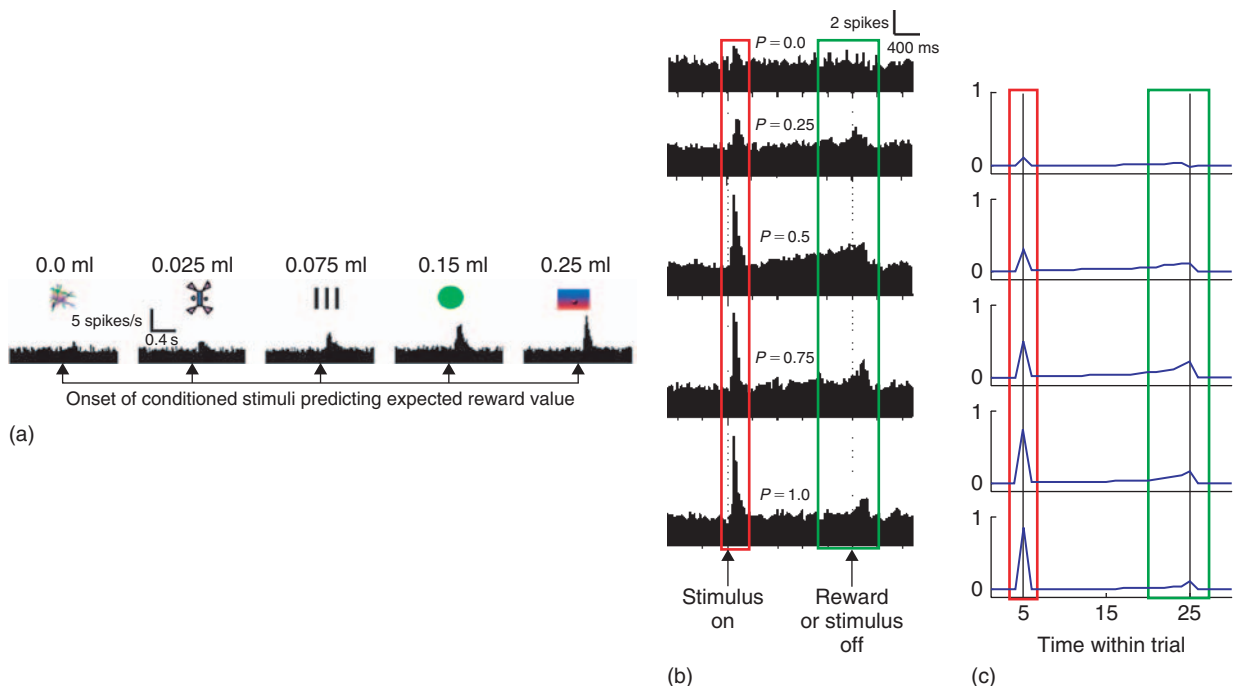 0.0 ml 0.025 ml 0.075 ml 0.15 ml 0.25 ml
5 spikes/s
0.4 s
Onset of conditioned stimuli predicting expected reward value
(a)
2 spikes
400 ms
P = 0.0
P = 0.25
P = 0.5
P = 0.75
P = 1.0
Stimulus
on
Reward
or stimulus
off
(b)
1
0
1
0
1
0
1
0
1
0
5 15 25
Time within trial
(c)